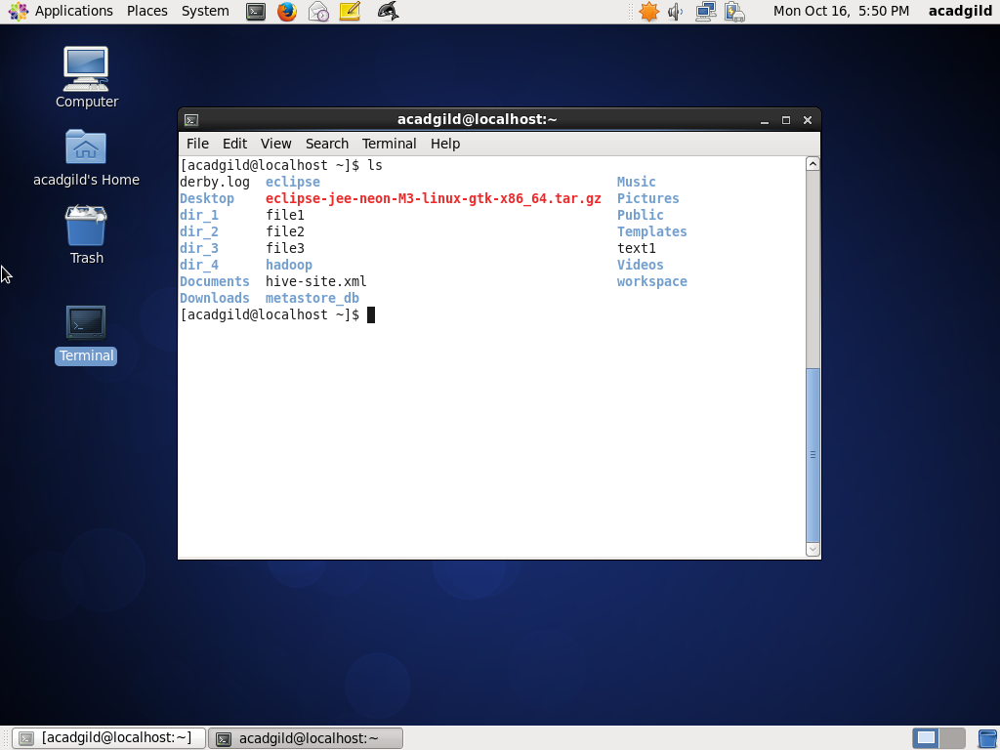 Applications Places System Mon Oct 16, 5:50 PM acadgild
Computer
acadgild's Home
Trash
Terminal
acadgild@localhost:~
File Edit View Search Terminal Help
[acadgild@localhost ~]$ ls
derby.log eclipse Music
Desktop eclipse-jee-neon-M3-linux-gtk-x86_64.tar.gz Pictures
dir_1 file1 Public
dir_2 file2 Templates
dir_3 file3 text1
dir_4 hadoop Videos
Documents hive-site.xml workspace
Downloads metastore_db
[acadgild@localhost ~]$
[acadgild@localhost:~] acadgild@localhost:~